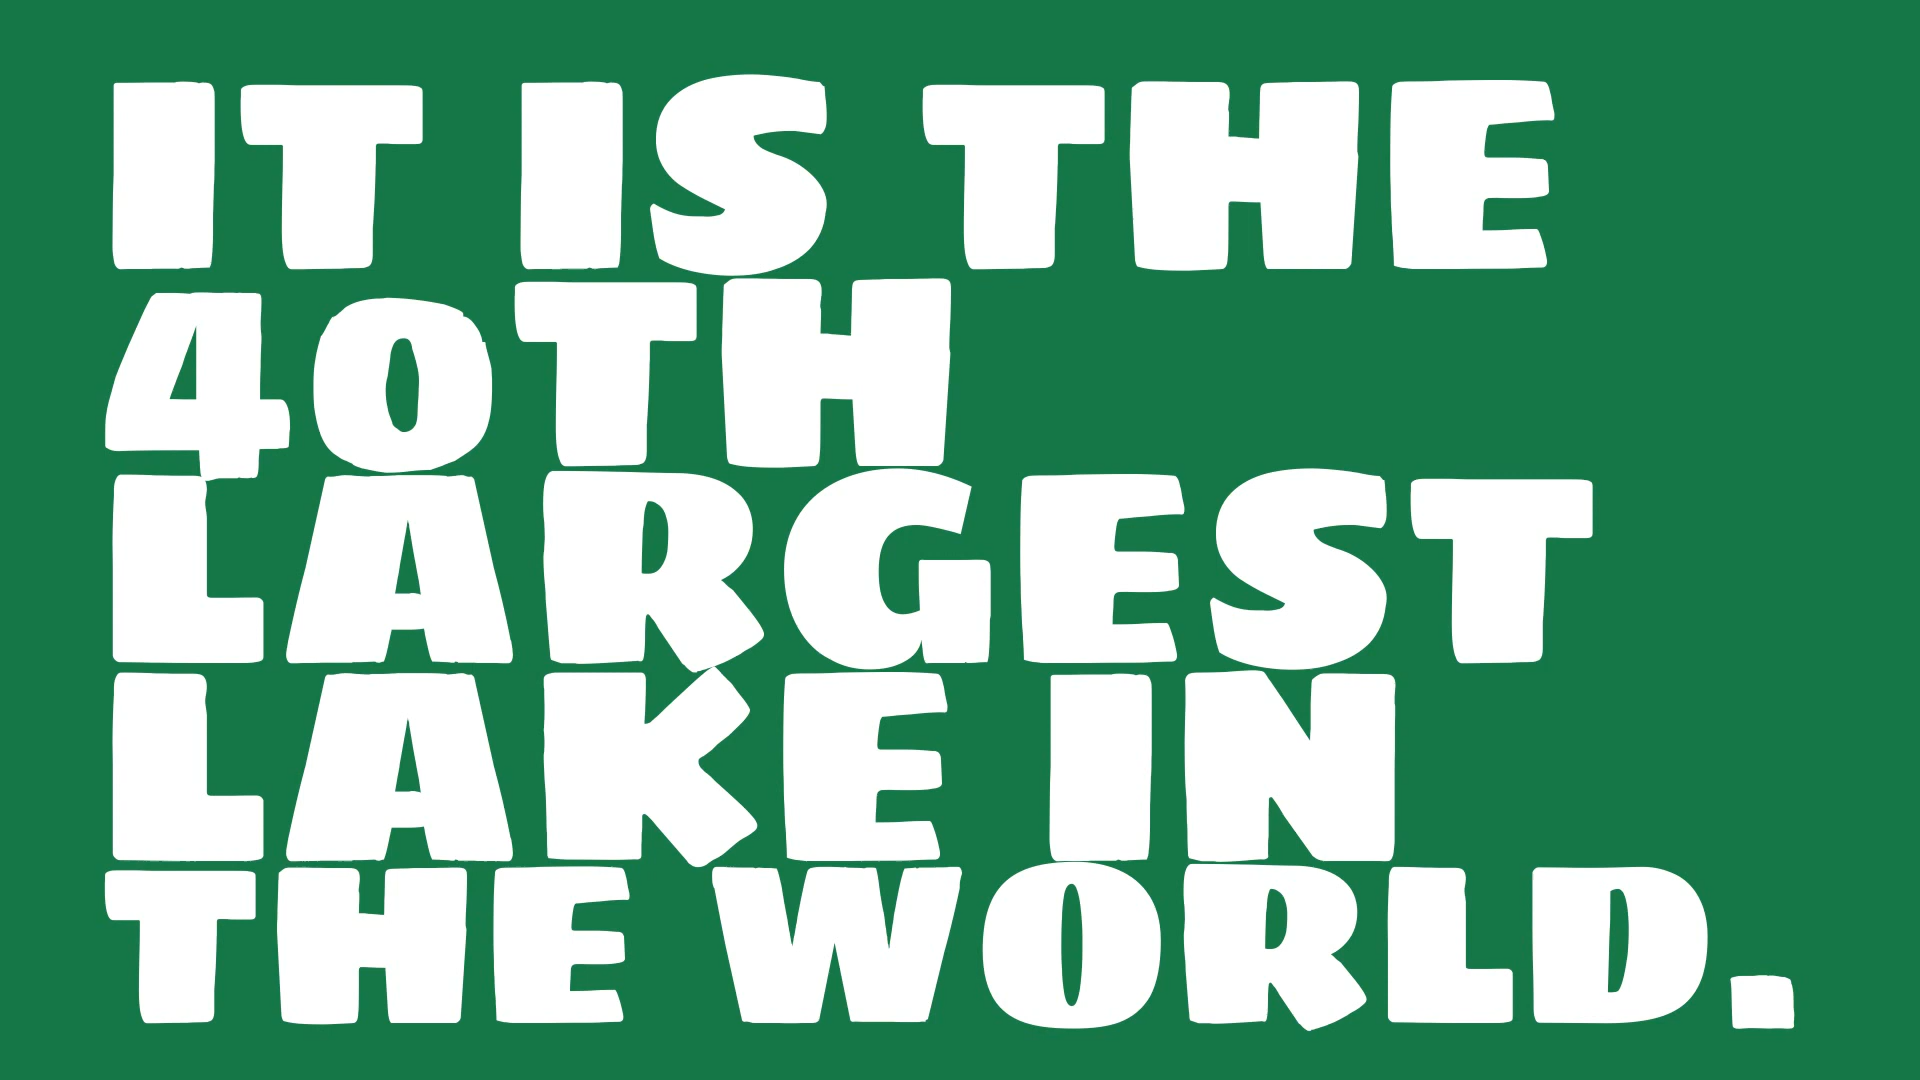 IT IS THE
40TH
LARGEST
LAKE IN
THE WORLD.